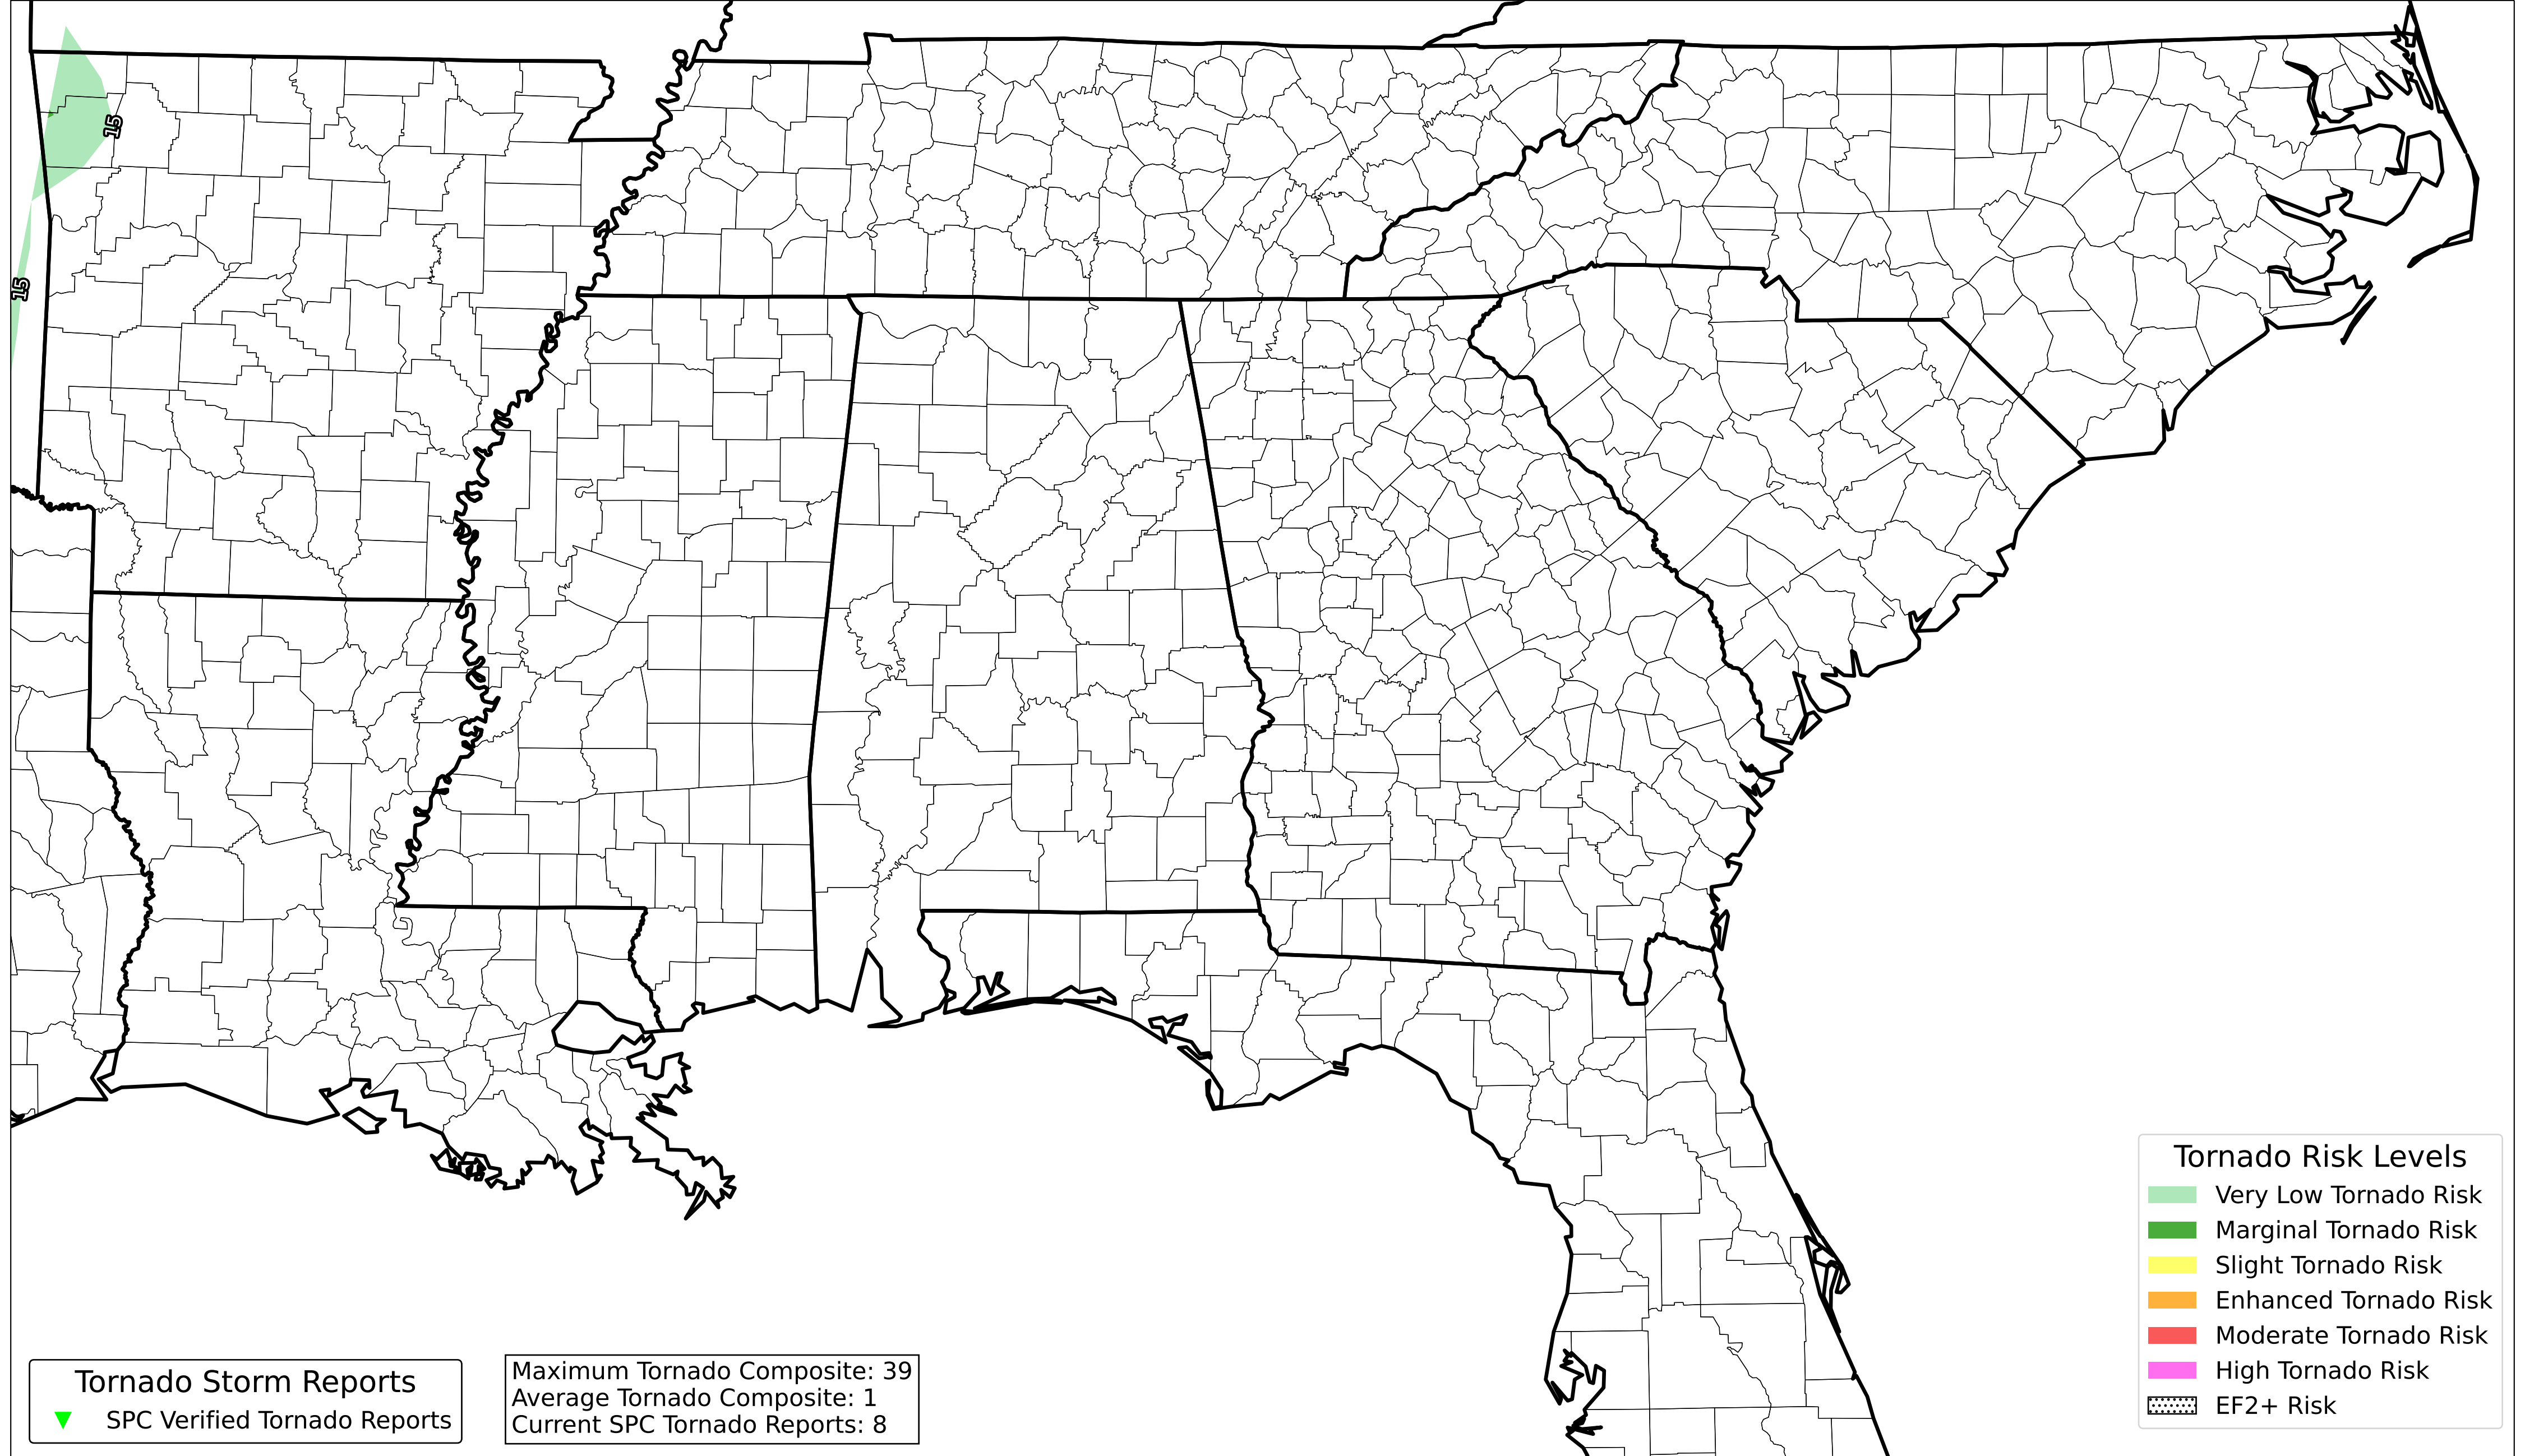 15
15
Tornado Risk Levels
Very Low Tornado Risk
Marginal Tornado Risk
Slight Tornado Risk
Enhanced Tornado Risk
Moderate Tornado Risk
High Tornado Risk
EF2+ Risk
Tornado Storm Reports
SPC Verified Tornado Reports
Maximum Tornado Composite: 39
Average Tornado Composite: 1
Current SPC Tornado Reports: 8